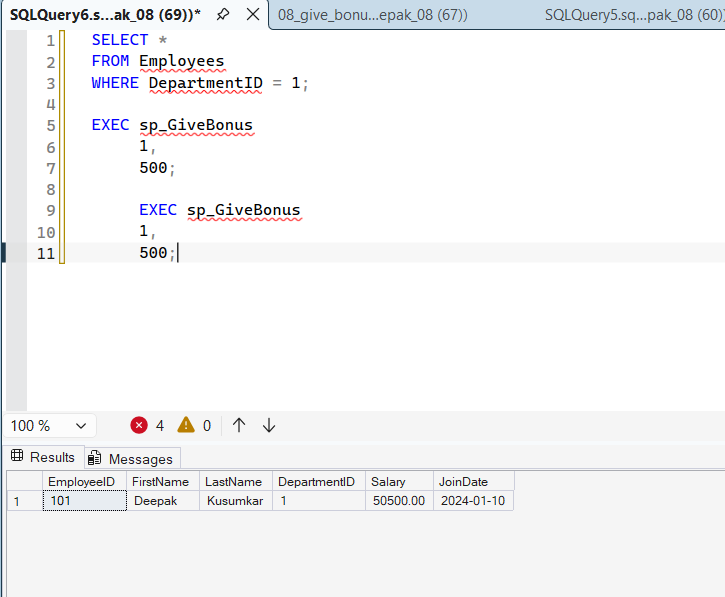 SQLQuery6.s...ak_08 (69))* 08_give_bonu...epak_08 (67)) SQLQuery5.sq...pak_08 (60))
1 SELECT *
2 FROM Employees
3 WHERE DepartmentID = 1;
4
5 EXEC sp_GiveBonus
6 1,
7 500;
8
9 EXEC sp_GiveBonus
10 1,
11 500;
100 % 4 0
Results Messages
EmployeeID FirstName LastName DepartmentID Salary JoinDate
1 101 Deepak Kusumkar 1 50500.00 2024-01-10